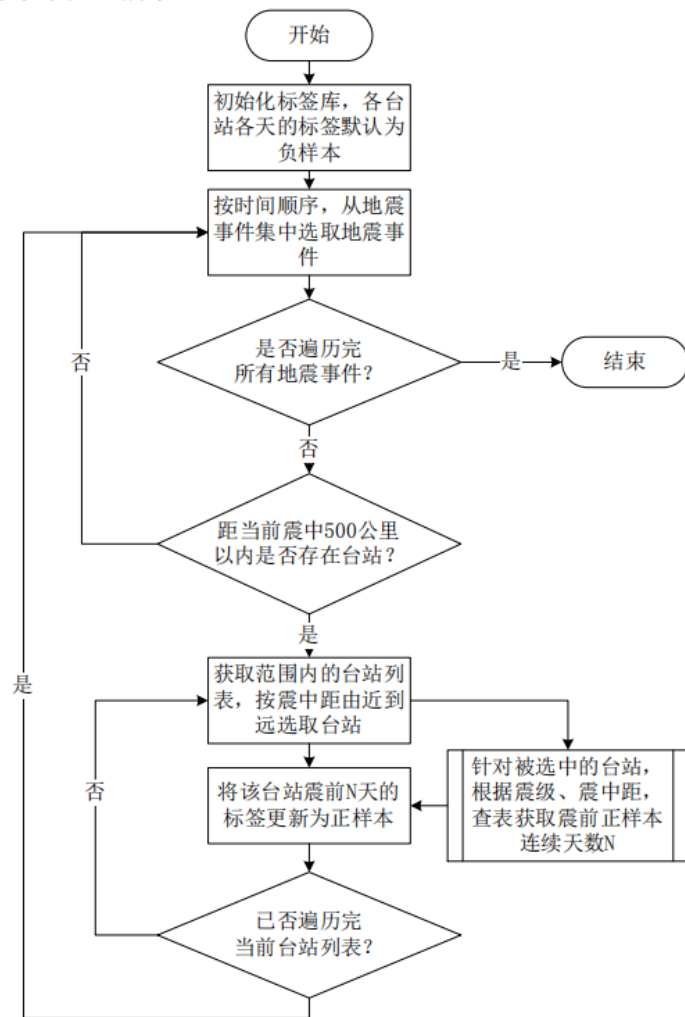 开始
初始化标签库，各台
站各天的标签默认为
负样本
按时间顺序，从地震
事件集中选取地震事
件
否
是否遍历完
所有地震事件？
是
结束
否
距当前震中500公里
以内是否存在台站？
是
是
获取范围内的台站列
表，按震中距由近到
远选取台站
否
将该台站震前N天的
标签更新为正样本
针对被选中的台站，
根据震级、震中距，
查表获取震前正样本
连续天数N
已否遍历完
当前台站列表？